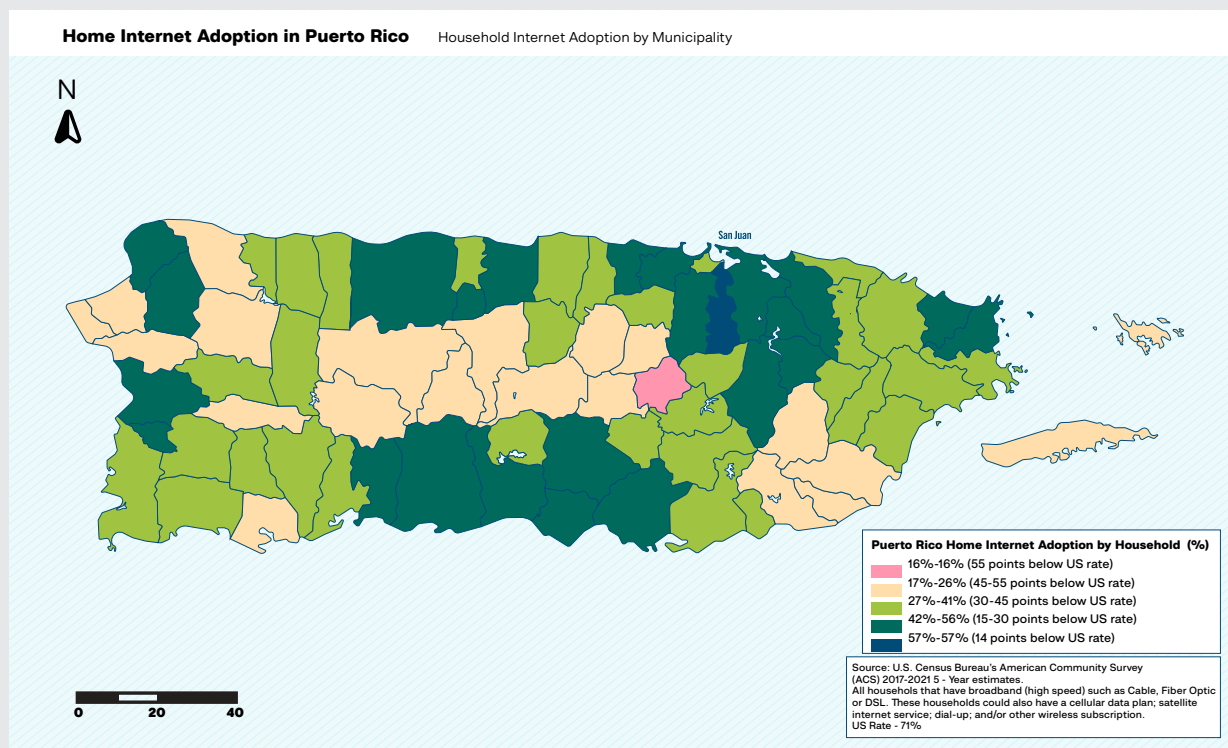 Home Internet Adoption in Puerto Rico Household Internet Adoption by Municipality
N
San Juan
Puerto Rico Home Internet Adoption by Household (%)
16%-16% (55 points below US rate)
17%-26% (45-55 points below US rate)
27%-41% (30-45 points below US rate)
42%-56% (15-30 points below US rate)
57%-57% (14 points below US rate)
Source: U.S. Census Bureau's American Community Survey
(ACS) 2017-2021 5 - Year estimates.
All househols that have broadband (high speed) such as Cable, Fiber Optic
or DSL. These households could also have a cellular data plan; satellite
internet service; dial-up; and/or other wireless subscription.
US Rate - 71%
0 20 40